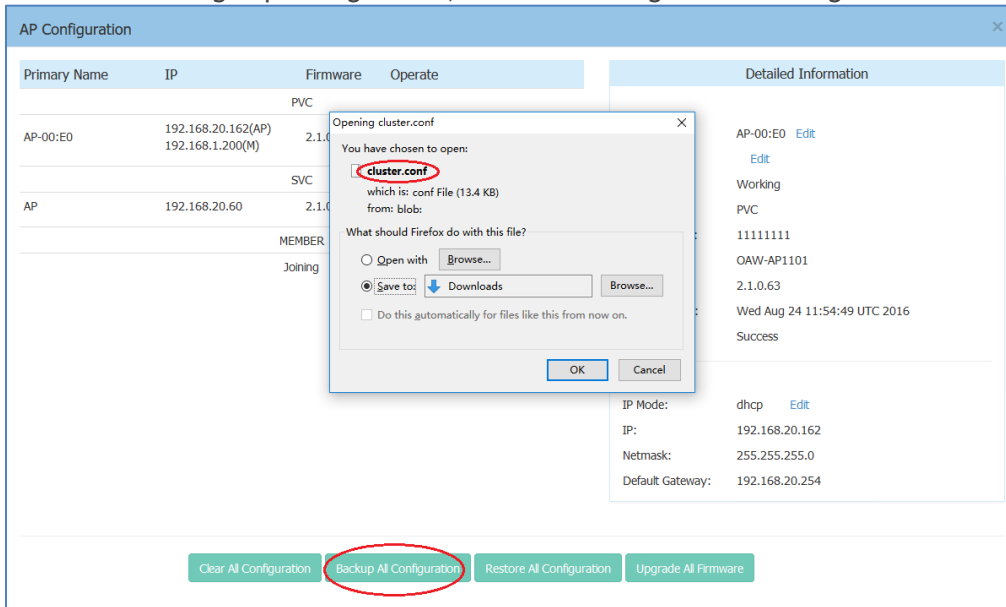 AP Configuration
Primary Name IP Firmware Operate
PVC
AP-00:E0 192.168.20.162(AP)
192.168.1.200(M) 2.1.0
SVC
AP 192.168.20.60 2.1.0
MEMBER
Joining
Opening cluster.conf
You have chosen to open:
cluster.conf
which is: conf File (13.4 KB)
from: blob:
What should Firefox do with this file?
Open with Browse...
Save to: Downloads Browse...
Do this automatically for files like this from now on.
OK Cancel
Detailed Information
AP-00:E0 Edit
Edit
Working
PVC
11111111
OAW-AP1101
2.1.0.63
Wed Aug 24 11:54:49 UTC 2016
Success
IP Mode: dhcp Edit
IP: 192.168.20.162
Netmask: 255.255.255.0
Default Gateway: 192.168.20.254
Clear All Configuration Backup All Configuration Restore All Configuration Upgrade All Firmware